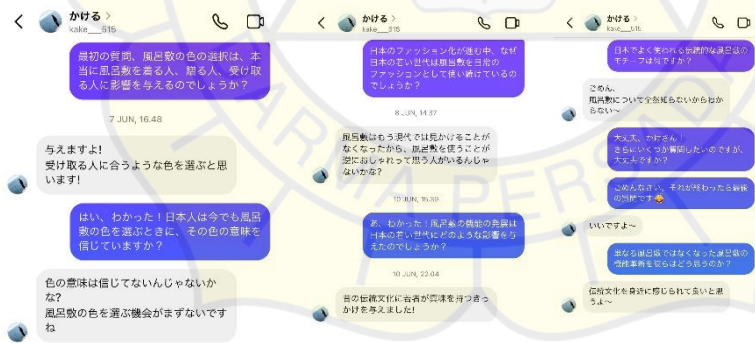 かける >
kake___515
最初の質問、風呂敷の色の選択は、本
当に風呂敷を着る人、贈る人、受け取
る人に影響を与えるのでしょうか？
7 JUN, 16.48
与えますよ!
受け取る人に合うような色を選ぶと思
います!
はい、わかった！日本人は今でも風呂
敷の色を選ぶときに、その色の意味を
信じていますか？
色の意味は信じてないんじゃないか
な?
風呂敷の色を選ぶ機会がまずないです
ね
かける >
kake___515
日本のファッション化が進む中、なぜ
日本の若い世代は風呂敷を日常の
ファッションとして使い続けているの
でしょうか？
8 JUN, 14.37
風呂敷はもう現代では見かけることが
なくなったから、風呂敷を使うことが
逆におしゃれって思う人がいるんじゃ
ないかな?
10 JUN, 15.39
あ、わかった！風呂敷の機能の発展は
日本の若い世代にどのような影響を与
えたのでしょうか？
10 JUN, 22.04
昔の伝統文化に若者が興味を持つきっ
かけを与えました!
かける >
kake___515
日本でよく使われる伝統的な風呂敷の
モチーフは何ですか？
ごめん、
風呂敷について全然知らないからわか
らない〜
大丈夫、かけさん！
さらにいくつか質問したいのですが、
大丈夫ですか？
ごめんなさい、それが終わったら最後
の質問です
いいですよ〜
単なる風呂敷ではなくなった風呂敷の
機能革新を彼らはどう思うのか？
伝統文化を身近に感じられて良いと思
うよ〜
DARMA PERSADA